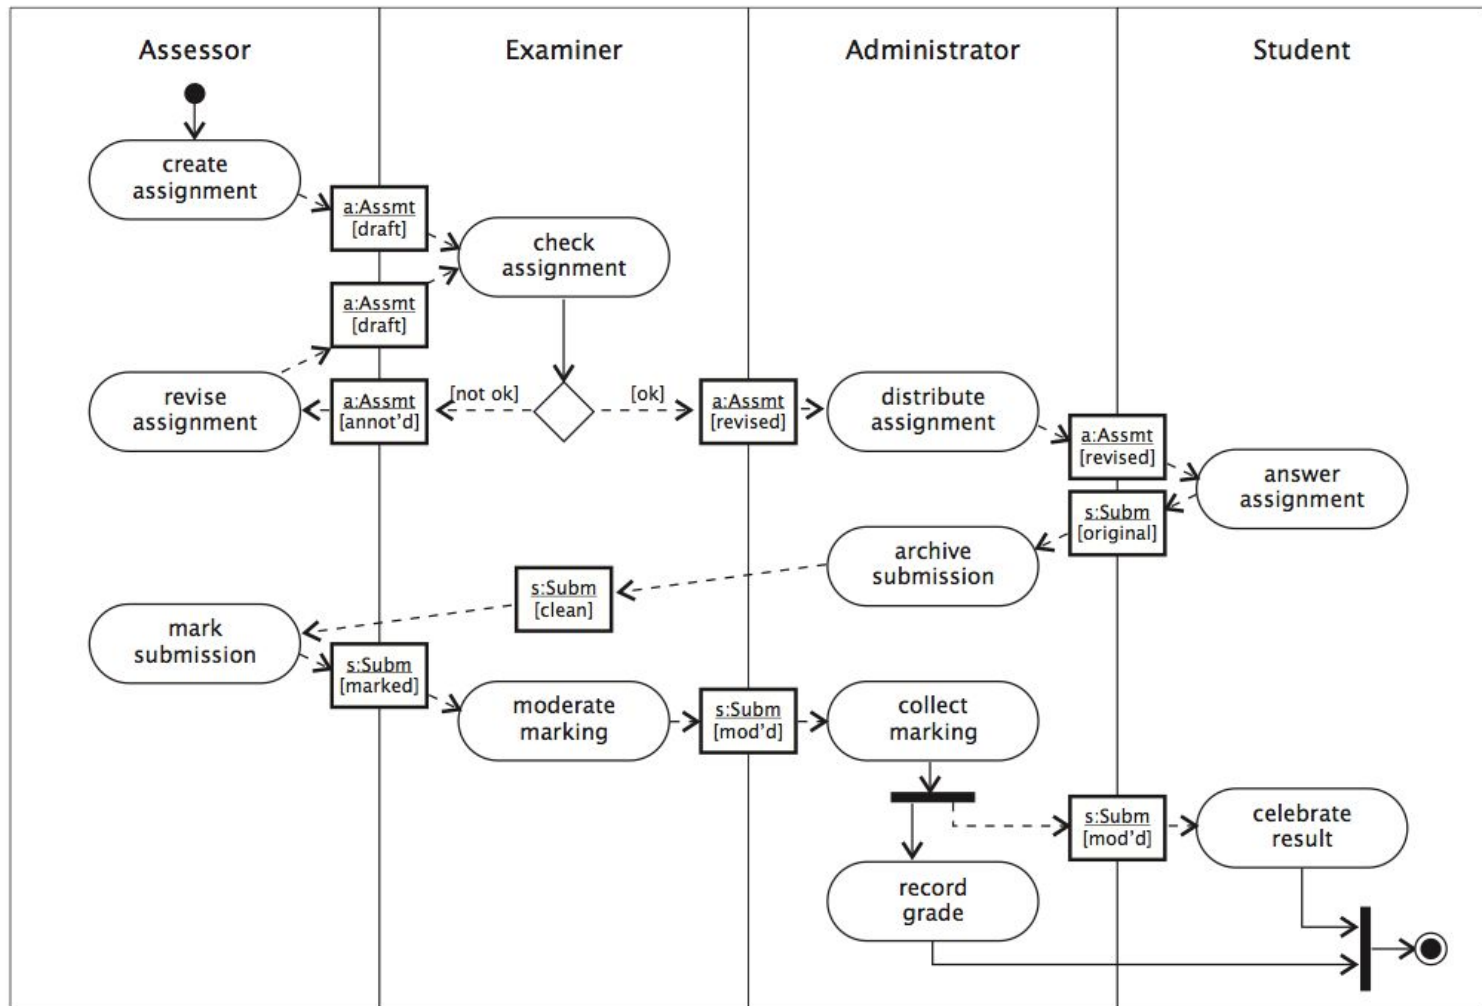 Assessor
Examiner
Administrator
Student
create
assignment
a:Assmt
[draft]
check
assignment
a:Assmt
[draft]
revise
assignment
a:Assmt
[annot'd]
[not ok]
[ok]
a:Assmt
[revised]
distribute
assignment
a:Assmt
[revised]
answer
assignment
s:Subm
[original]
archive
submission
s:Subm
[clean]
mark
submission
s:Subm
[marked]
moderate
marking
s:Subm
[mod'd]
collect
marking
s:Subm
[mod'd]
celebrate
result
record
grade